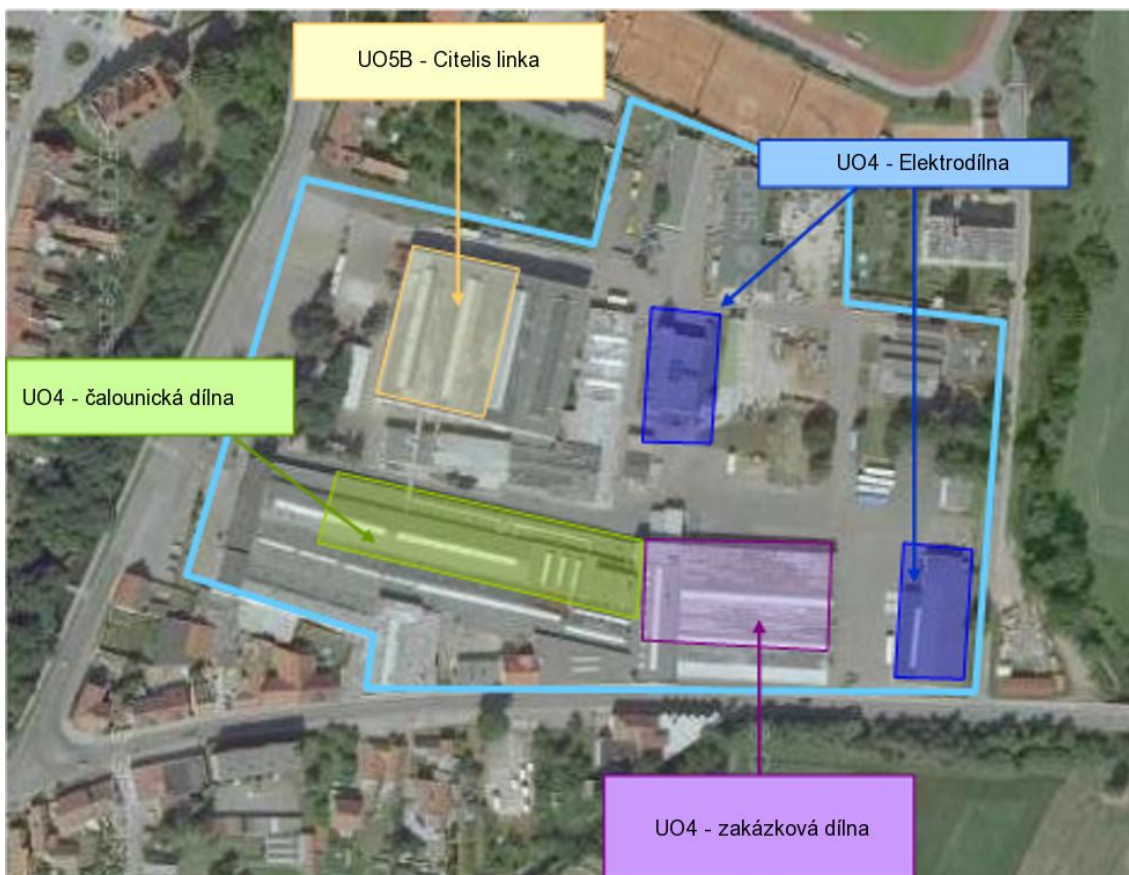 UO5B - Citelis linka
UO4 - Elektrodílna
UO4 - čalounická dílna
UO4 - zakázková dílna